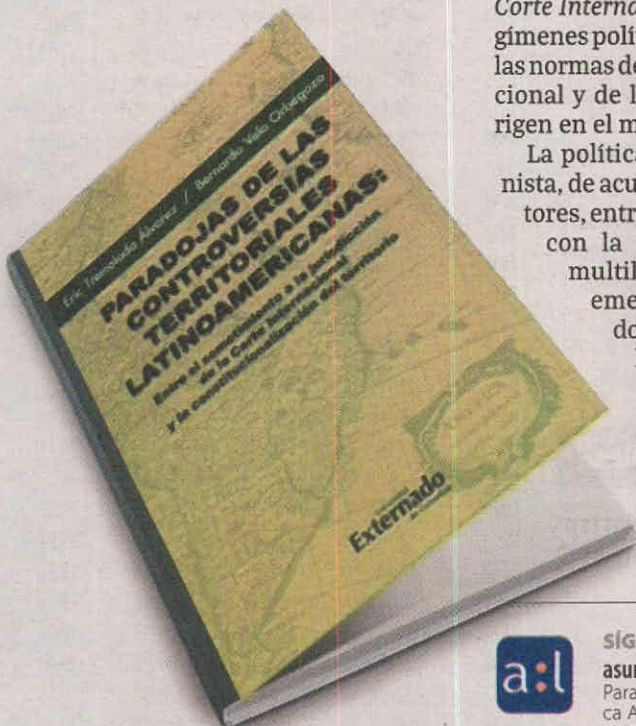 Eric Tremolada Álvarez / Bernardo Vela Orbegozo
PARADOJAS DE LAS
CONTROVERSIAS
TERRITORIALES
LATINOAMERICANAS:
Entre el sometimiento a la jurisdicción
de la Corte Internacional
y la constitucionalización del territorio
Externado
Corte Interna
gímenes polít
las normas de
cional y de l
rigen en el m
La política
nista, de acu
tores, entr
con la
multil
eme
do
a:l
SÍG
asun
Para
ca A